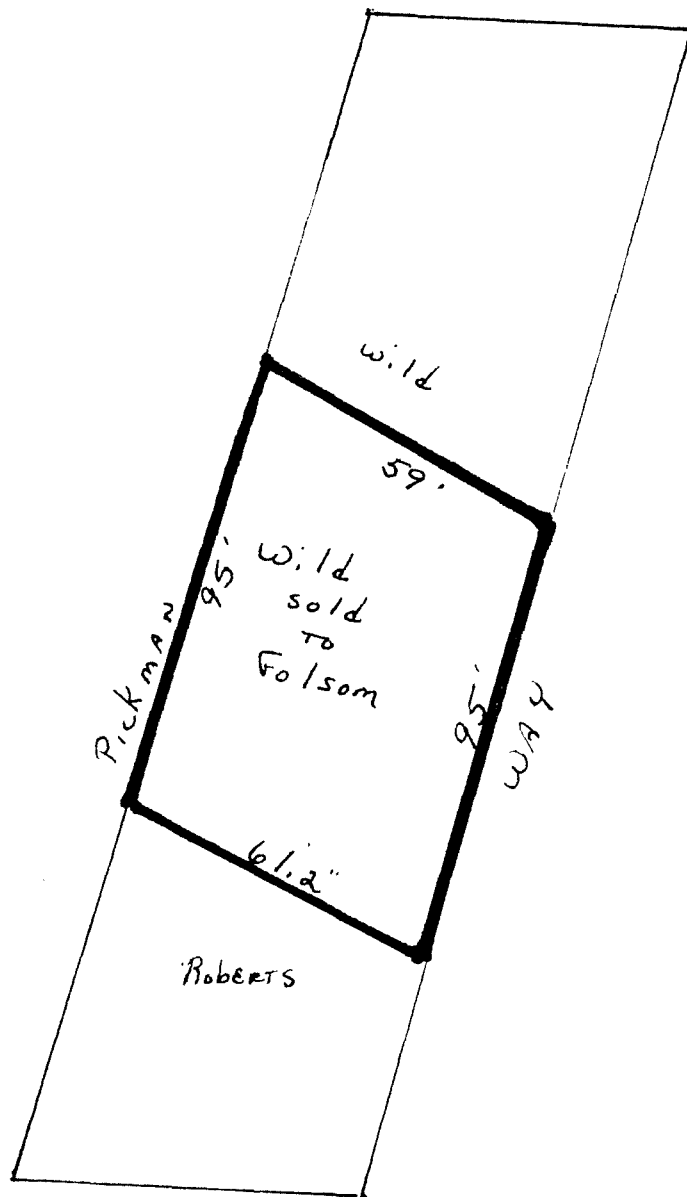 wild
59'
95'
wild
sold
TO
Folsom
PickmAN
95'
WAY
61'.2"
RobERTS